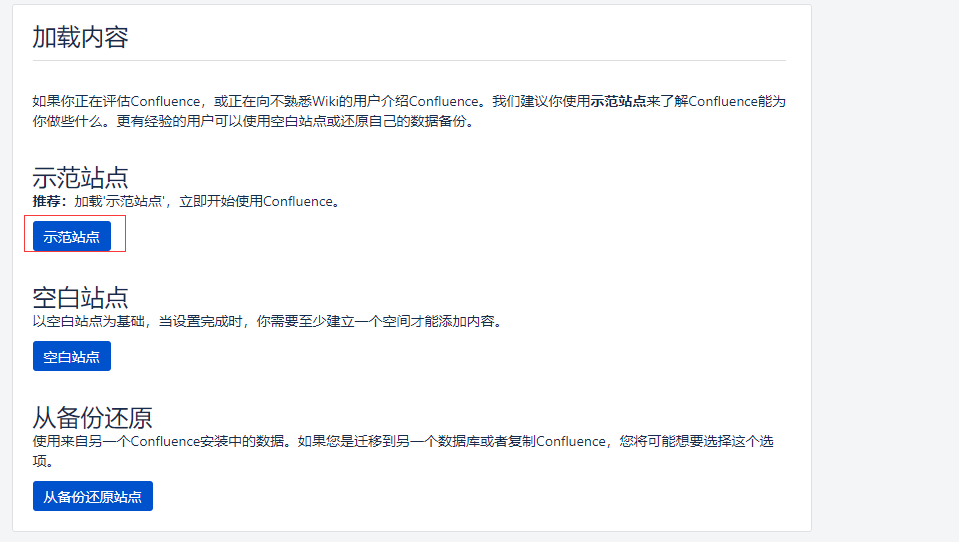 加载内容
如果你正在评估Confluence，或正在向不熟悉Wiki的用户介绍Confluence。我们建议你使用示范站点来了解Confluence能为
你做些什么。更有经验的用户可以使用空白站点或还原自己的数据备份。
示范站点
推荐：加载'示范站点'，立即开始使用Confluence。
示范站点
空白站点
以空白站点为基础，当设置完成时，你需要至少建立一个空间才能添加内容。
空白站点
从备份还原
使用来自另一个Confluence安装中的数据。如果您是迁移到另一个数据库或者复制Confluence，您将可能想要选择这个选
项。
从备份还原站点